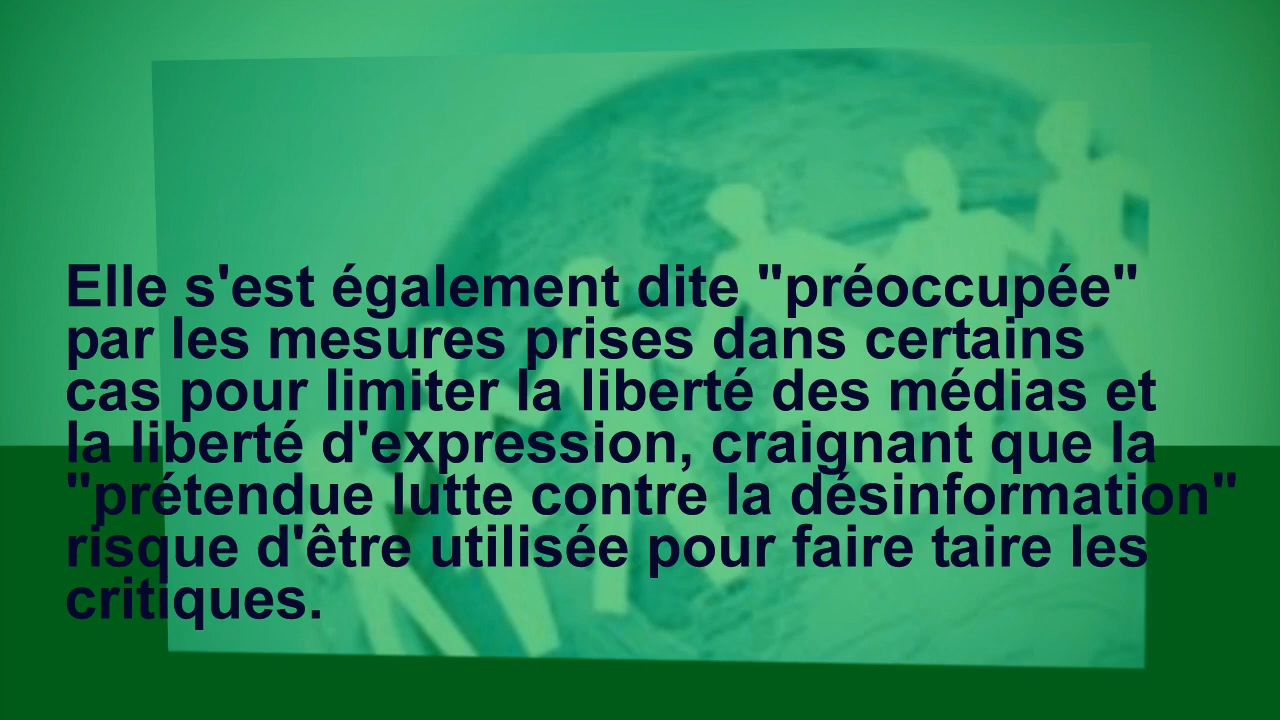 Elle s'est également dite "préoccupée"
par les mesures prises dans certains
cas pour limiter la liberté des médias et
la liberté d'expression, craignant que la
"prétendue lutte contre la désinformation"
risque d'être utilisée pour faire taire les
critiques.